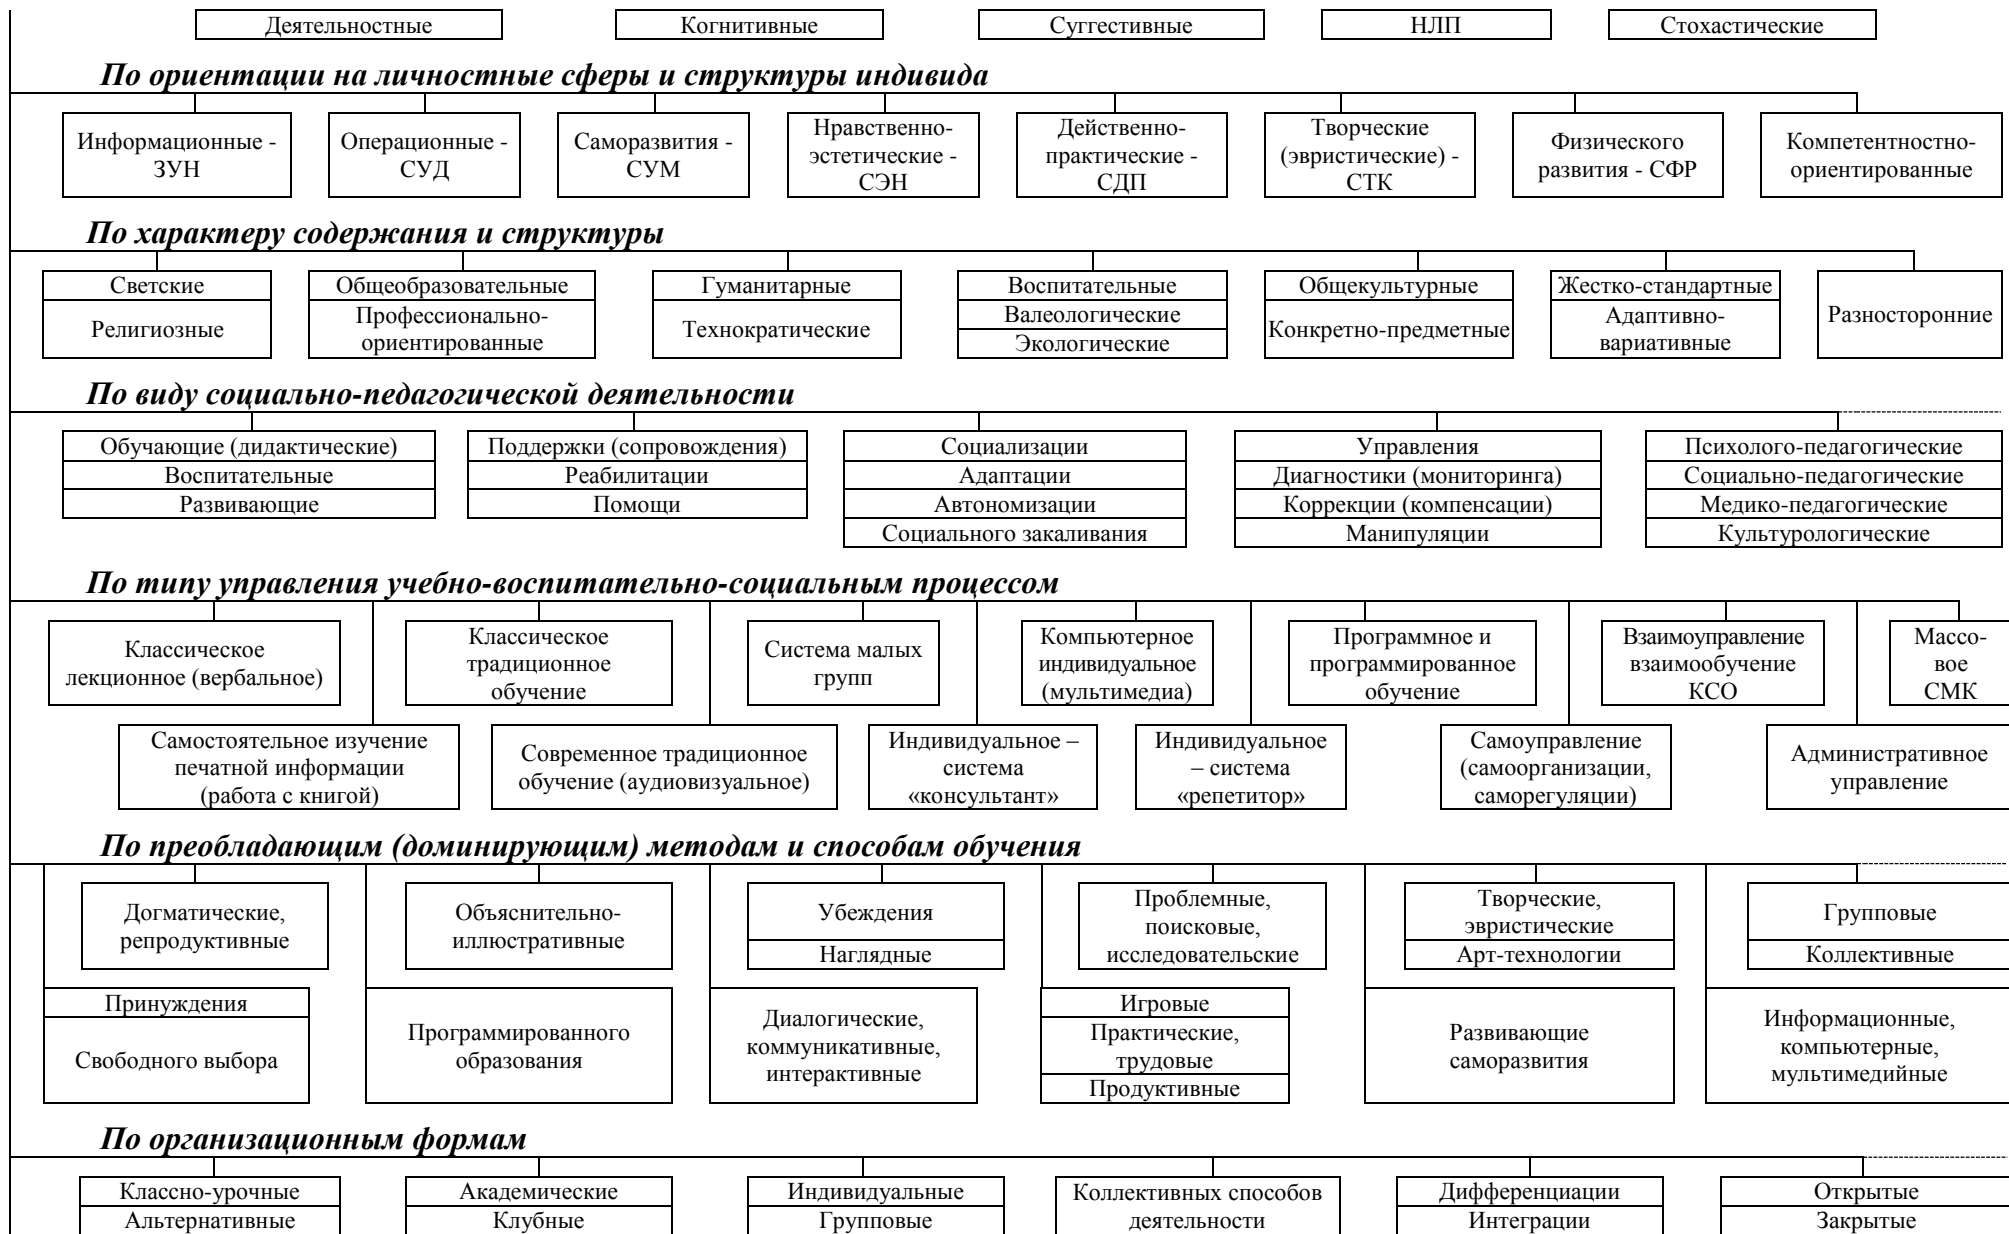 Деятельностные
Когнитивные
Суггестивные
НЛП
Стохастические
По ориентации на личностные сферы и структуры индивида
Информационные -
ЗУН
Операционные -
СУД
Саморазвития -
СУМ
Нравственно-
эстетические -
СЭН
Действенно-
практические -
СДП
Творческие
(эвристические) -
СТК
Физического
развития - СФР
Компетентностно-
ориентированные
По характеру содержания и структуры
Светские
Религиозные
Общеобразовательные
Профессионально-
ориентированные
Гуманитарные
Технократические
Воспитательные
Валеологические
Экологические
Общекультурные
Конкретно-предметные
Жестко-стандартные
Адаптивно-
вариативные
Разносторонние
По виду социально-педагогической деятельности
Обучающие (дидактические)
Воспитательные
Развивающие
Поддержки (сопровождения)
Реабилитации
Помощи
Социализации
Адаптации
Автономизации
Социального закаливания
Управления
Диагностики (мониторинга)
Коррекции (компенсации)
Манипуляции
Психолого-педагогические
Социально-педагогические
Медико-педагогические
Культурологические
По типу управления учебно-воспитательно-социальным процессом
Классическое
лекционное (вербальное)
Классическое
традиционное
обучение
Система малых
групп
Компьютерное
индивидуальное
(мультимедиа)
Программное и
программированное
обучение
Взаимоуправление
взаимообучение
КСО
Массо-
вое
СМК
Самостоятельное изучение
печатной информации
(работа с книгой)
Современное традиционное
обучение (аудиовизуальное)
Индивидуальное –
система
«консультант»
Индивидуальное
– система
«репетитор»
Самоуправление
(самоорганизации,
саморегуляции)
Административное
управление
По преобладающим (доминирующим) методам и способам обучения
Догматические,
репродуктивные
Объяснительно-
иллюстративные
Убеждения
Наглядные
Проблемные,
поисковые,
исследовательские
Творческие,
эвристические
Арт-технологии
Групповые
Коллективные
Принуждения
Свободного выбора
Программированного
образования
Диалогические,
коммуникативные,
интерактивные
Игровые
Практические,
трудовые
Продуктивные
Развивающие
саморазвития
Информационные,
компьютерные,
мультимедийные
По организационным формам
Классно-урочные
Альтернативные
Академические
Клубные
Индивидуальные
Групповые
Коллективных способов
деятельности
Дифференциации
Интеграции
Открытые
Закрытые